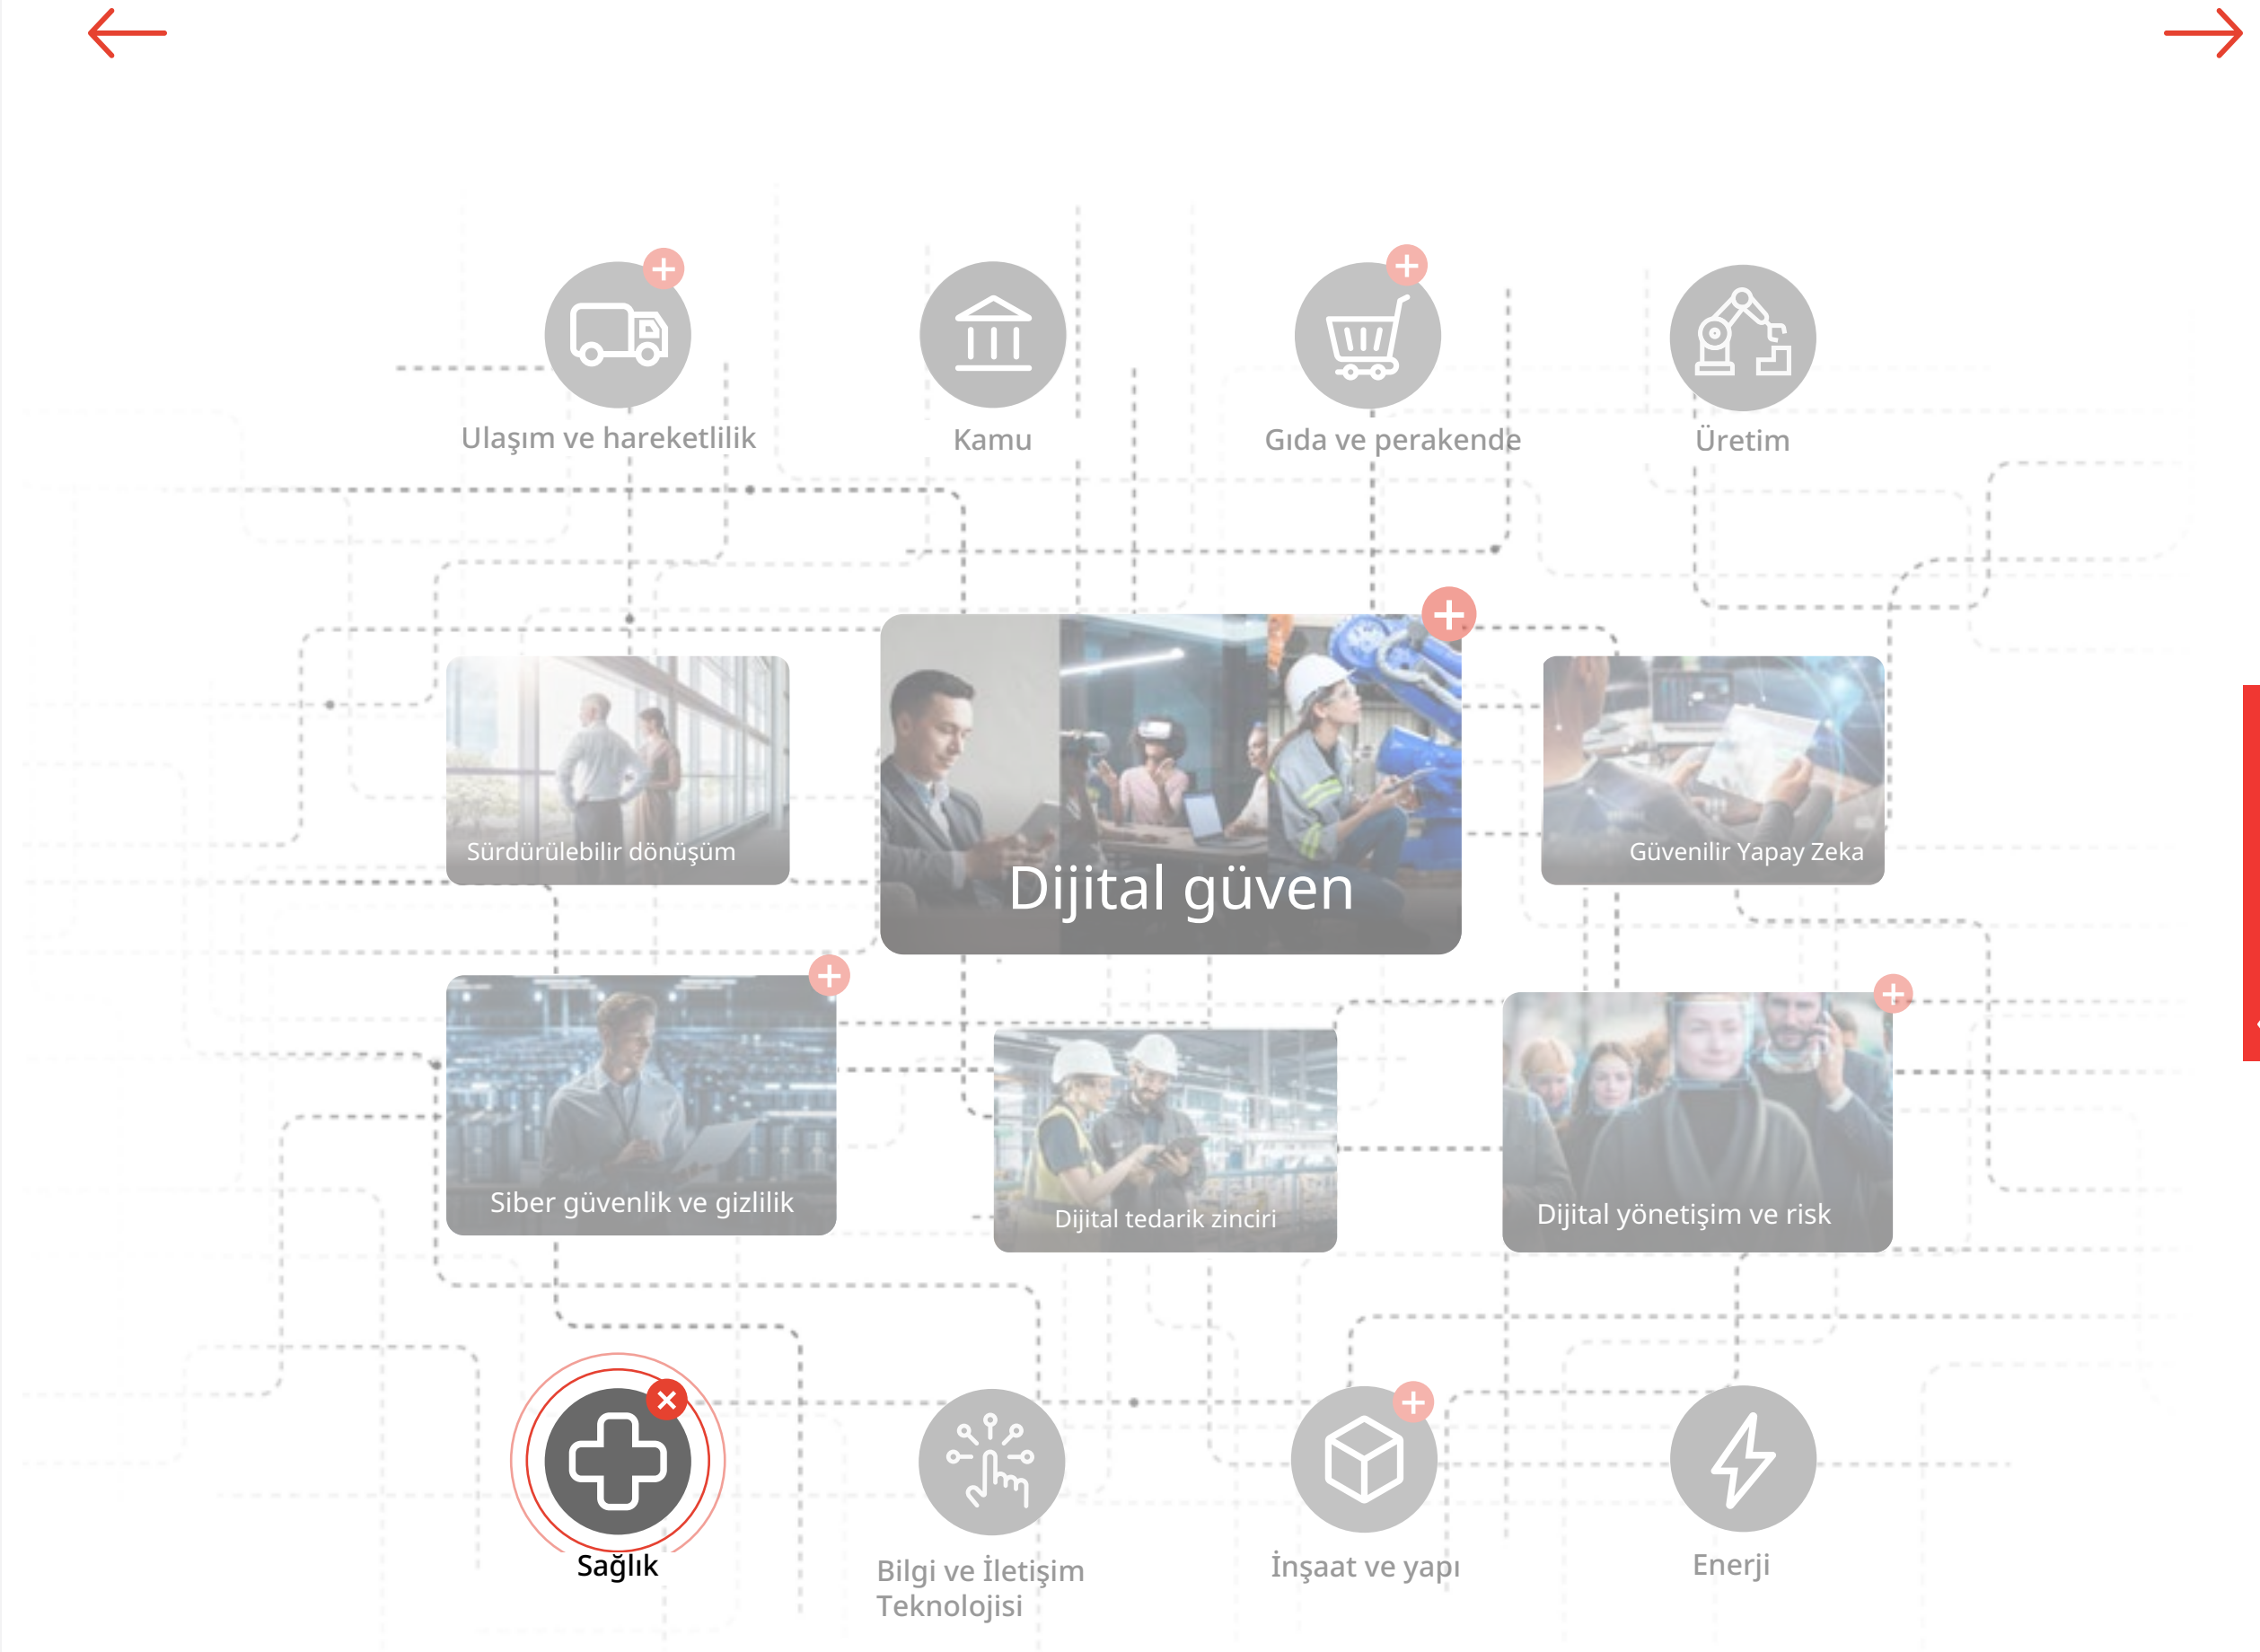 Ulaşım ve hareketlilik
Kamu
Gıda ve perakende
Üretim
Sürdürülebilir dönüşüm
Dijital güven
Güvenilir Yapay Zeka
Siber güvenlik ve gizlilik
Dijital tedarik zinciri
Dijital yönetişim ve risk
Sağlık
Bilgi ve İletişim
Teknolojisi
İnşaat ve yapı
Enerji